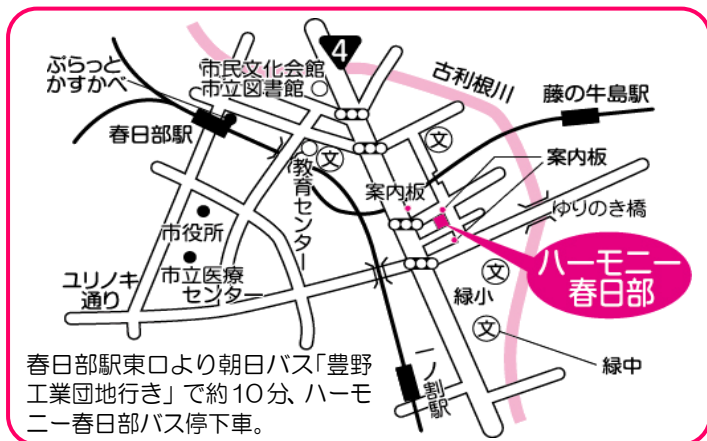 4
ぷらっと
かすかべ
市民文化会館
市立図書館
古利根川
藤の牛島駅
春日部駅
文
文
教育センター
案内板
案内板
ゆりのき橋
市役所
市立医療
センター
ユリノキ
通り
ハーモニー
春日部
文
緑小
文
緑中
一ノ割駅
春日部駅東口より朝日バス「豊野
工業団地行き」で約10分、ハーモ
ニー春日部バス停下車。